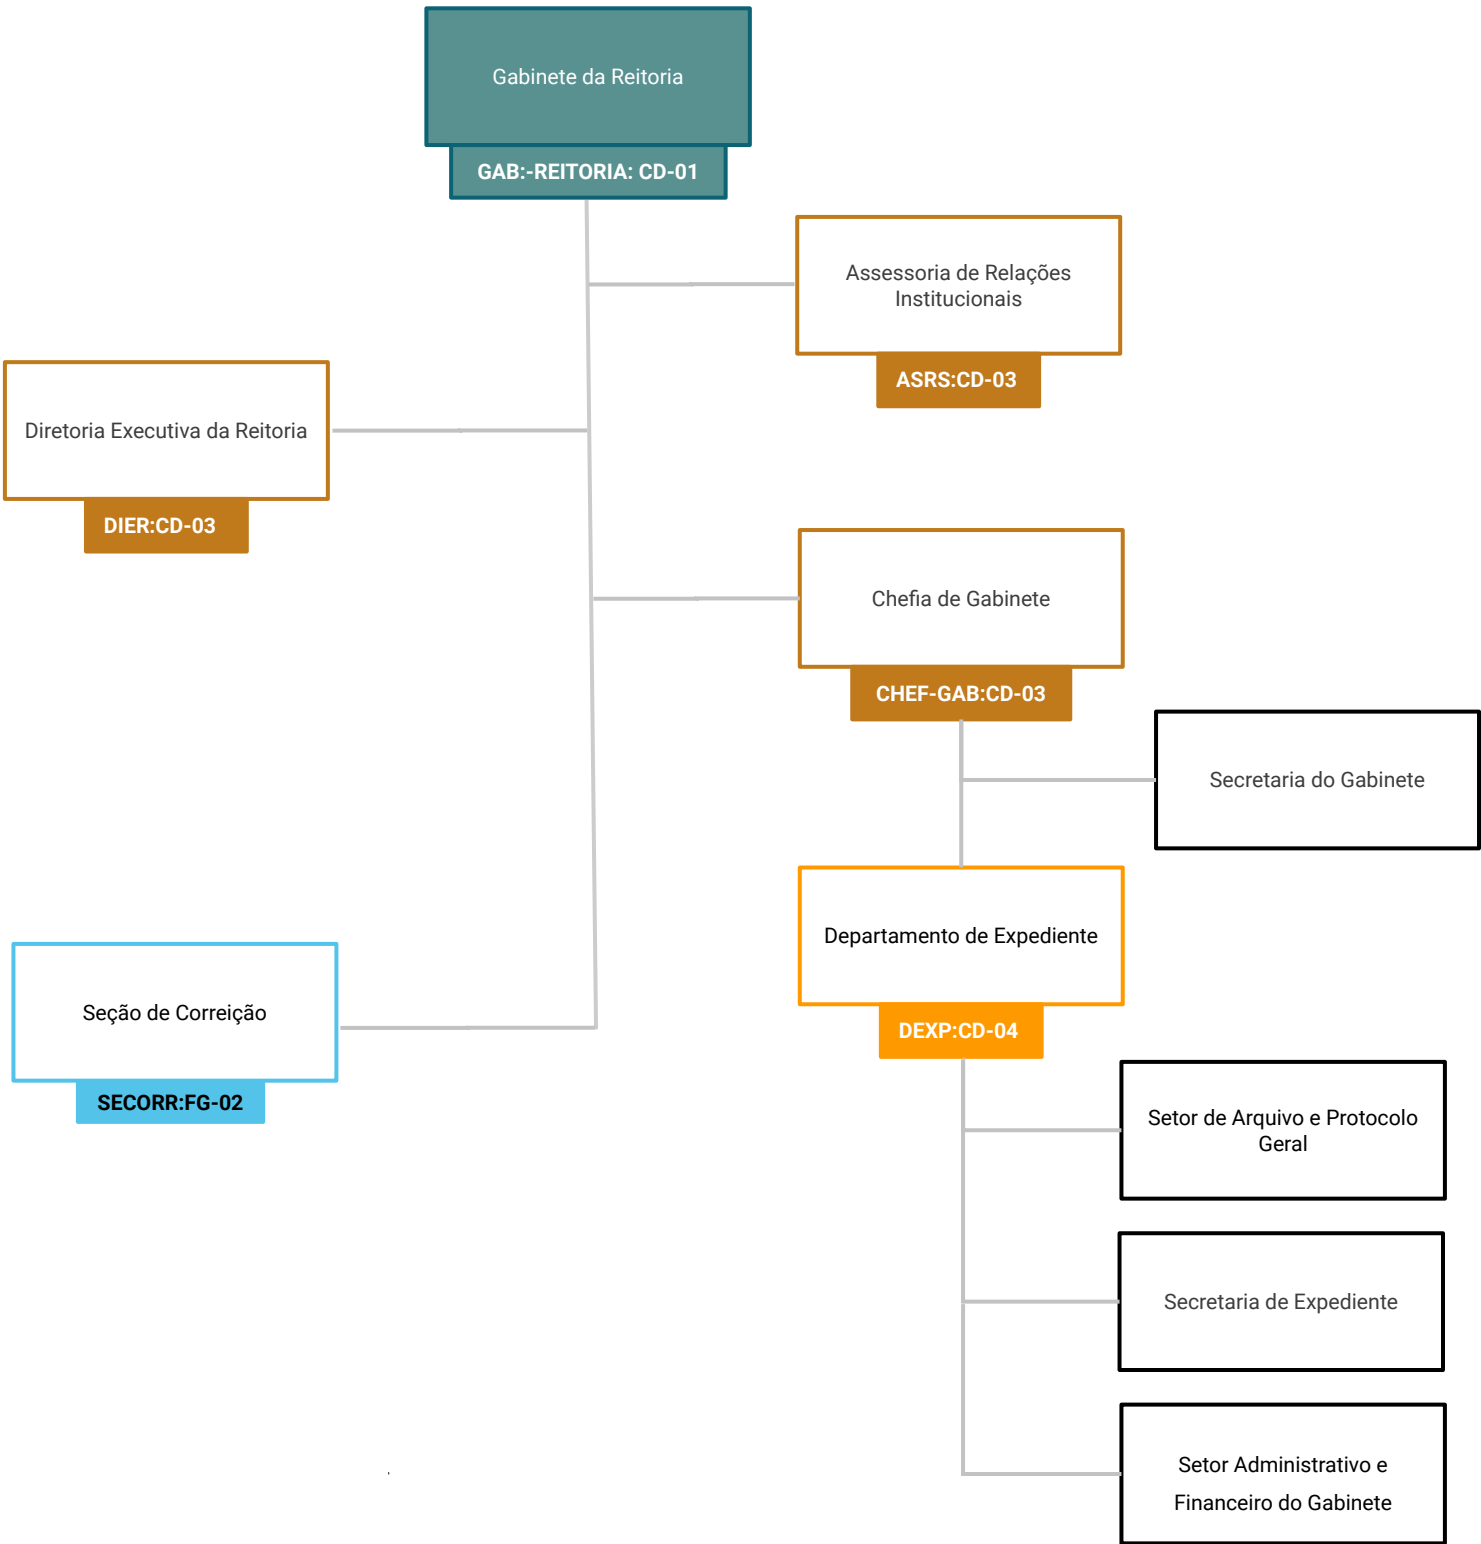 Gabinete da Reitoria
GAB:-REITORIA: CD-01
Assessoria de Relações
Institucionais
ASRS:CD-03
Diretoria Executiva da Reitoria
DIER:CD-03
Chefia de Gabinete
CHEF-GAB:CD-03
Secretaria do Gabinete
Departamento de Expediente
DEXP:CD-04
Seção de Correição
SECORR:FG-02
Setor de Arquivo e Protocolo
Geral
Secretaria de Expediente
Setor Administrativo e
Financeiro do Gabinete